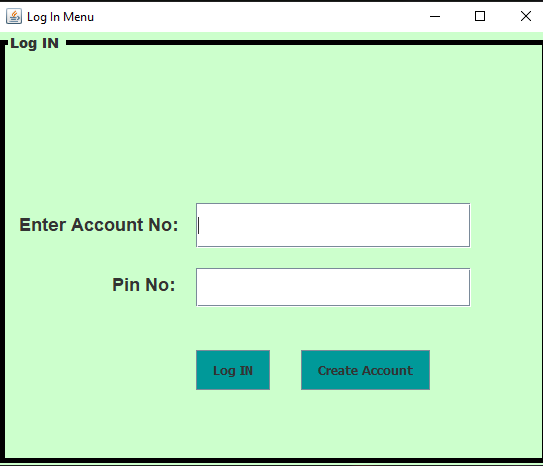 Log In Menu
Log IN
Enter Account No:
Pin No:
Log IN
Create Account